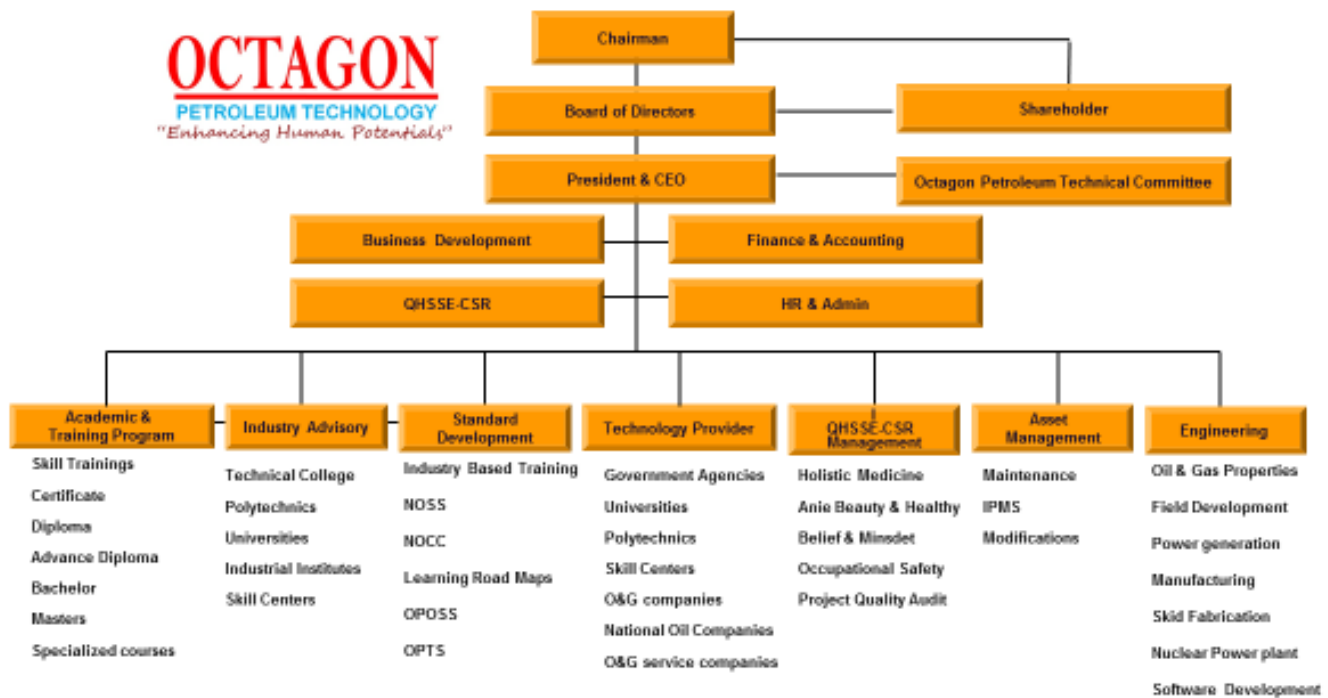 OCTAGON
PETROLEUM TECHNOLOGY
"Enhancing Human Potentials"
Chairman
Board of Directors
Shareholder
President & CEO
Octagon Petroleum Technical Committee
Business Development
Finance & Accounting
QHSSE-CSR
HR & Admin
Academic &
Training Program
Skill Trainings
Certificate
Diploma
Advance Diploma
Bachelor
Masters
Specialized courses
Industry Advisory
Technical College
Polytechnics
Universities
Industrial Institutes
Skill Centers
Standard
Development
Industry Based Training
NOSS
NOCC
Learning Road Maps
OPOSS
OPTS
Technology Provider
Government Agencies
Universities
Polytechnics
Skill Centers
O&G companies
National Oil Companies
O&G service companies
QHSSE-CSR
Management
Holistic Medicine
Anie Beauty & Healthy
Belief & Minsdet
Occupational Safety
Project Quality Audit
Asset
Management
Maintenance
IPMS
Modifications
Engineering
Oil & Gas Properties
Field Development
Power generation
Manufacturing
Skid Fabrication
Nuclear Power plant
Software Development